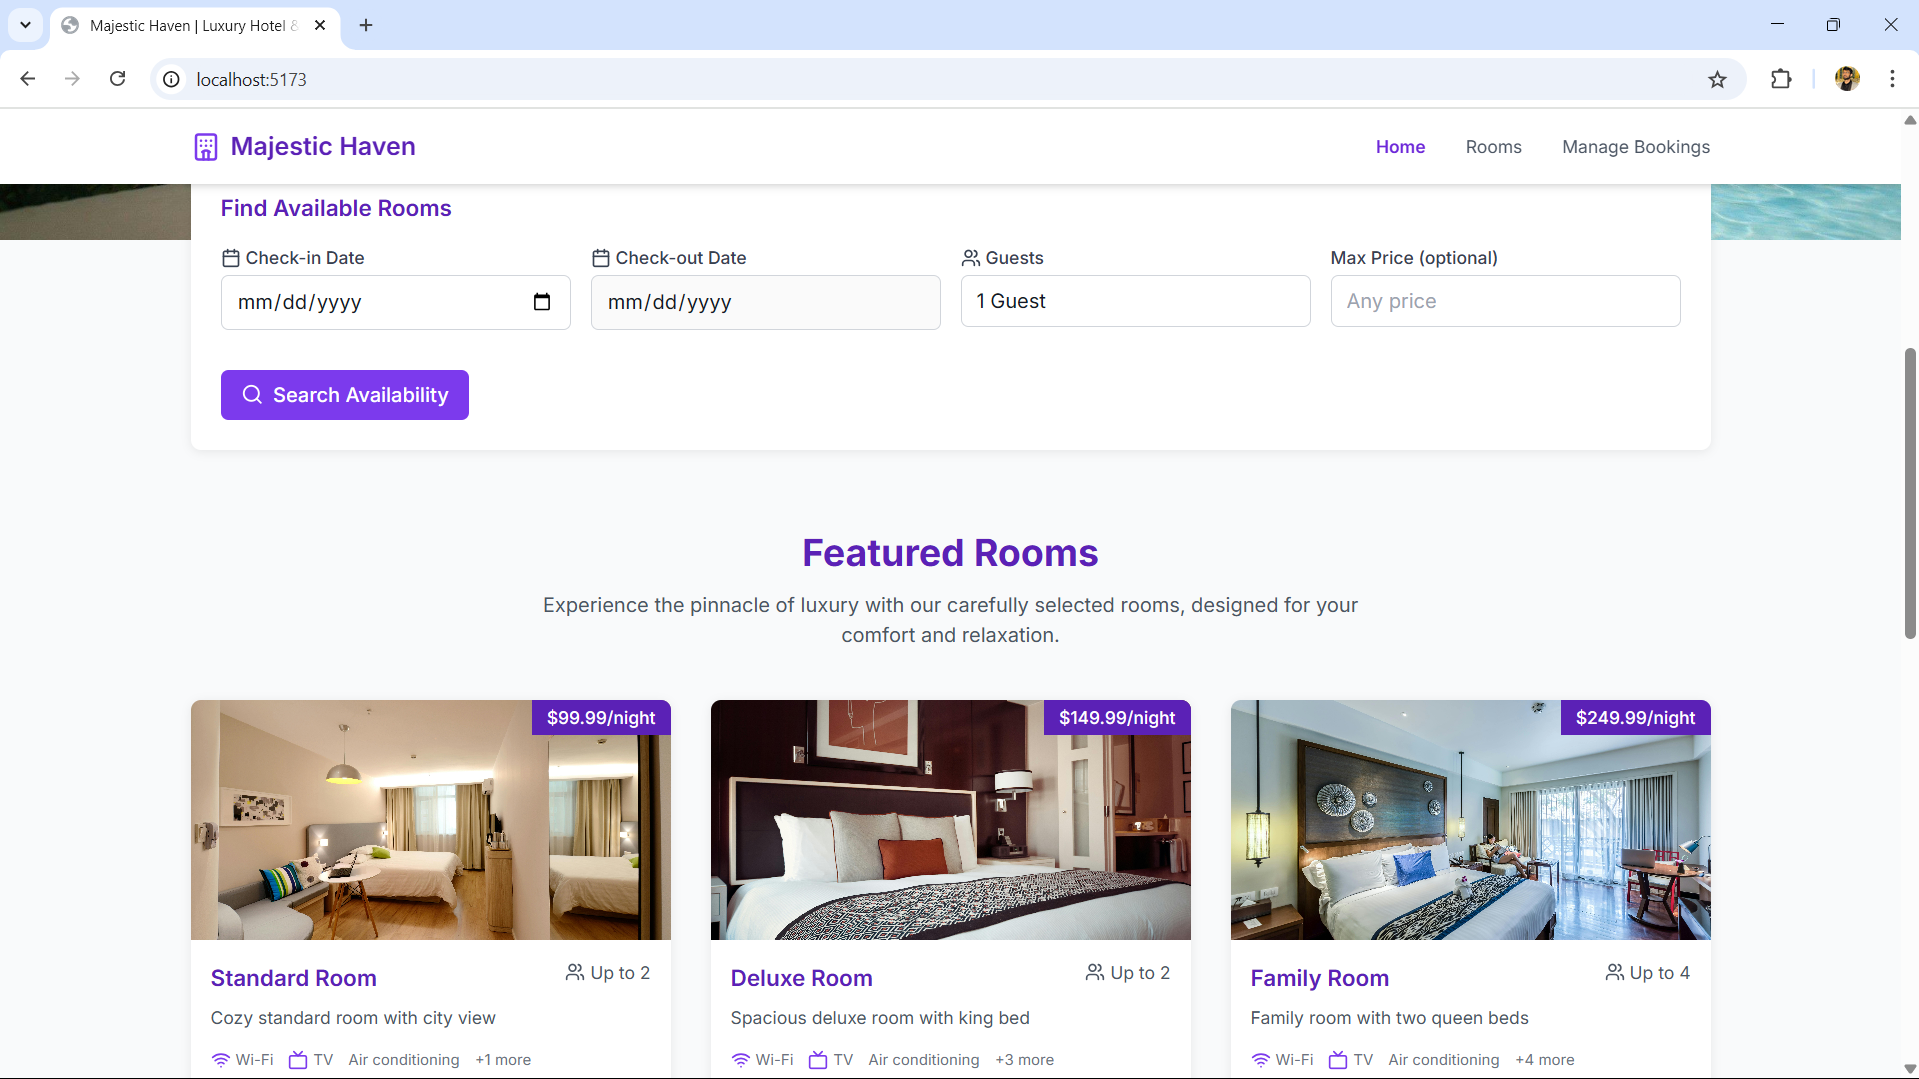 Majestic Haven | Luxury Hotel &
localhost:5173
Majestic Haven
Home Rooms Manage Bookings
Find Available Rooms
Check-in Date Check-out Date Guests Max Price (optional)
mm/dd/yyyy mm/dd/yyyy 1 Guest Any price
Search Availability
Featured Rooms
Experience the pinnacle of luxury with our carefully selected rooms, designed for your
comfort and relaxation.
$99.99/night $149.99/night $249.99/night
Standard Room Up to 2 Deluxe Room Up to 2 Family Room Up to 4
Cozy standard room with city view Spacious deluxe room with king bed Family room with two queen beds
Wi-Fi TV Air conditioning +1 more Wi-Fi TV Air conditioning +3 more Wi-Fi TV Air conditioning +4 more